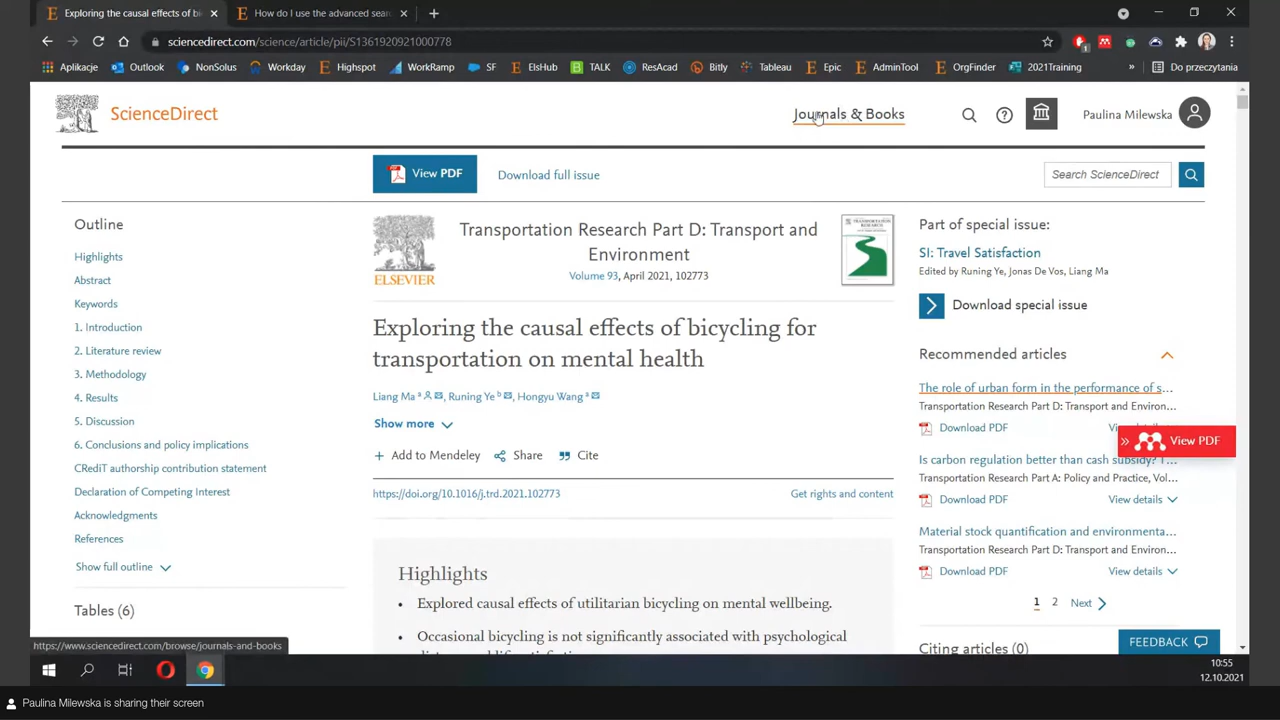 Exploring the causal effects of bi
How do I use the advanced sear
sciencedirect.com/science/article/pii/S1361920921000778
1
Aplikacje
Outlook
NonSolus
Workday
Highspot
WorkRamp
SF
ElsHub
TALK
ResAcad
Bitly
Tableau
Epic
AdminTool
OrgFinder
2021Training
»
Do przeczytania
ScienceDirect
Journals & Books
Paulina Milewska
View PDF
Download full issue
Search ScienceDirect
Outline
Highlights
Abstract
Keywords
1. Introduction
2. Literature review
3. Methodology
4. Results
5. Discussion
6. Conclusions and policy implications
CRediT authorship contribution statement
Declaration of Competing Interest
Acknowledgments
References
Show full outline
Tables (6)
ELSEVIER
Transportation Research Part D: Transport and
Environment
Volume 93, April 2021, 102773
Exploring the causal effects of bicycling for
transportation on mental health
Liang Ma a, Runing Ye b, Hongyu Wang a
Show more
+ Add to Mendeley
Share
Cite
https://doi.org/10.1016/j.trd.2021.102773
Get rights and content
Highlights
• Explored causal effects of utilitarian bicycling on mental wellbeing.
• Occasional bicycling is not significantly associated with psychological
Part of special issue:
SI: Travel Satisfaction
Edited by Runing Ye, Jonas De Vos, Liang Ma
Download special issue
Recommended articles
The role of urban form in the performance of s...
Transportation Research Part D: Transport and Environ...
Download PDF
» View PDF
Is carbon regulation better than cash subsidy?
Transportation Research Part A: Policy and Practice, Vol...
Download PDF
View details
Material stock quantification and environmenta...
Transportation Research Part D: Transport and Environ...
Download PDF
View details
1 2 Next
Citing articles (0)
FEEDBACK
https://www.sciencedirect.com/browse/journals-and-books
10:55
12.10.2021
Paulina Milewska is sharing their screen